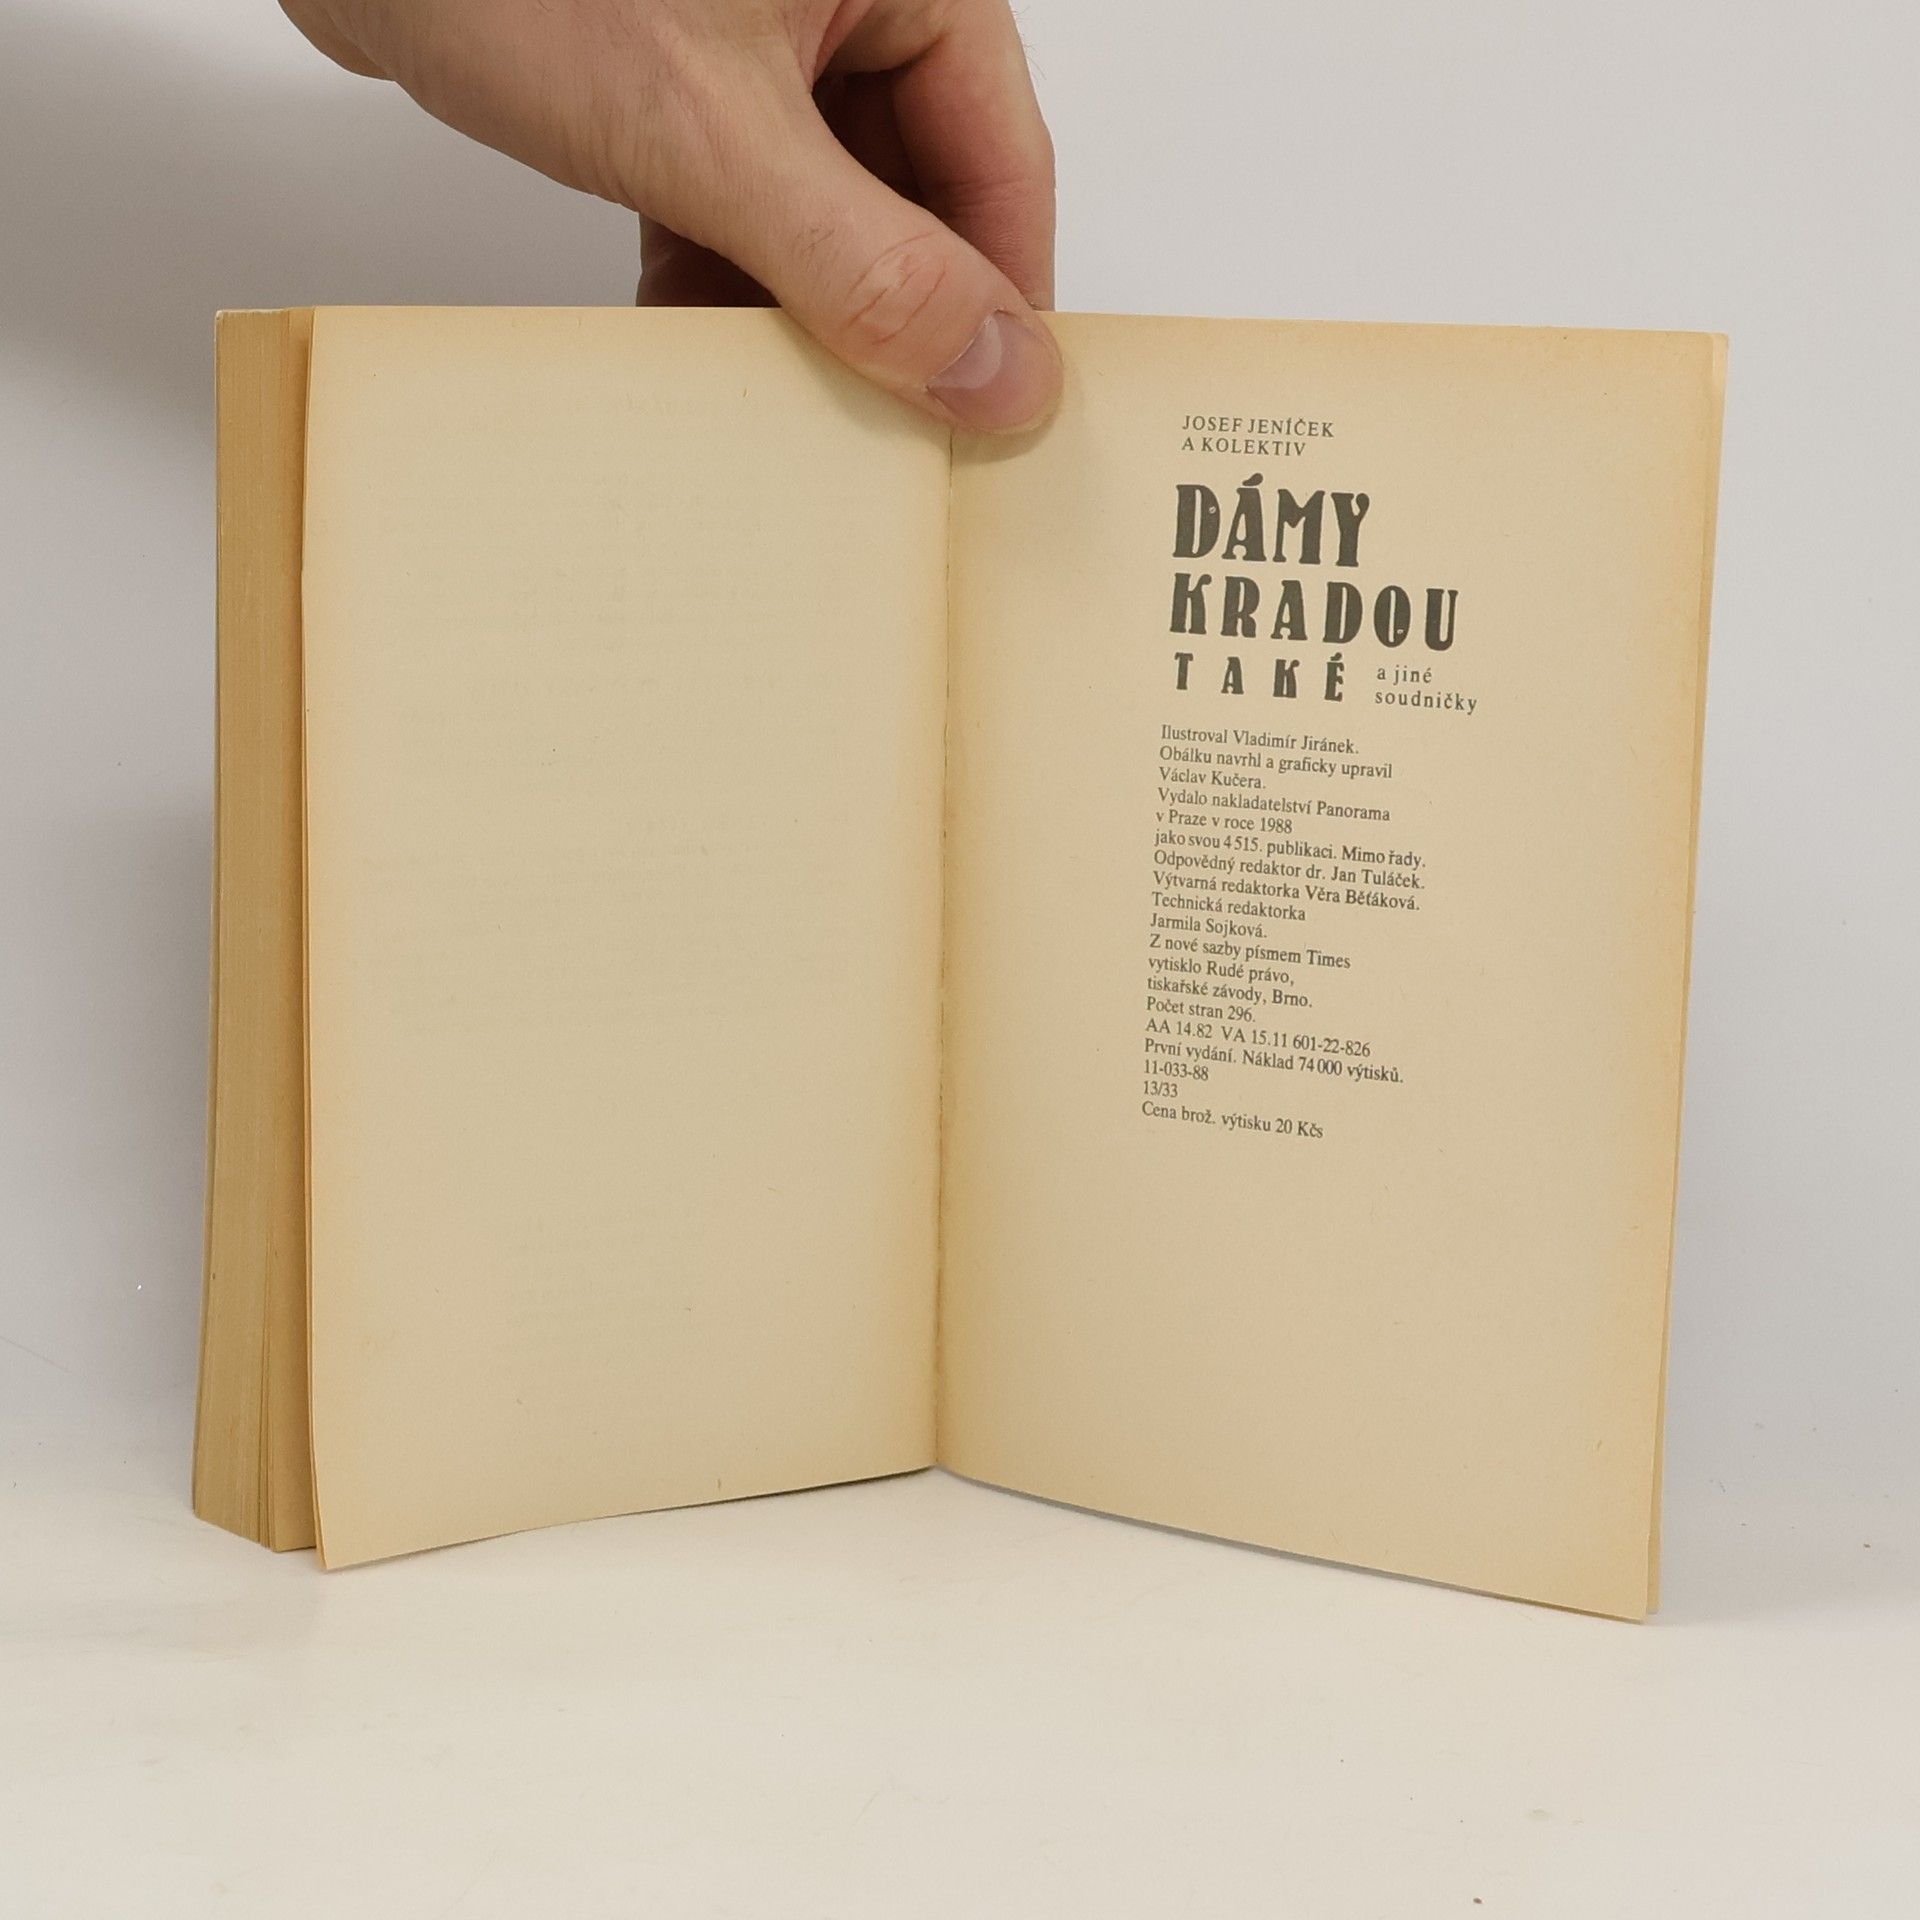 JOSEF JENÍČEK
A KOLEKTIV
DÁMY
KRADOU
TAKÉ
a jiné
soudničky
Ilustroval Vladimír Jiránek.
Obálku navrhl a graficky upravil
Václav Kučera.
Vydalo nakladatelství Panorama
v Praze v roce 1988
jako svou 4515. publikaci. Mimo řady.
Odpovědný redaktor dr. Jan Tuláček.
Výtvarná redaktorka Věra Běťáková.
Technická redaktorka
Jarmila Sojková.
Z nové sazby písmem Times
vytisklo Rudé právo,
tiskařské závody, Brno.
Počet stran 296.
AA 14.82 VA 15.11 601-22-826
První vydání. Náklad 74000 výtisků.
11-033-88
13/33
Cena brož. výtisku 20 Kčs